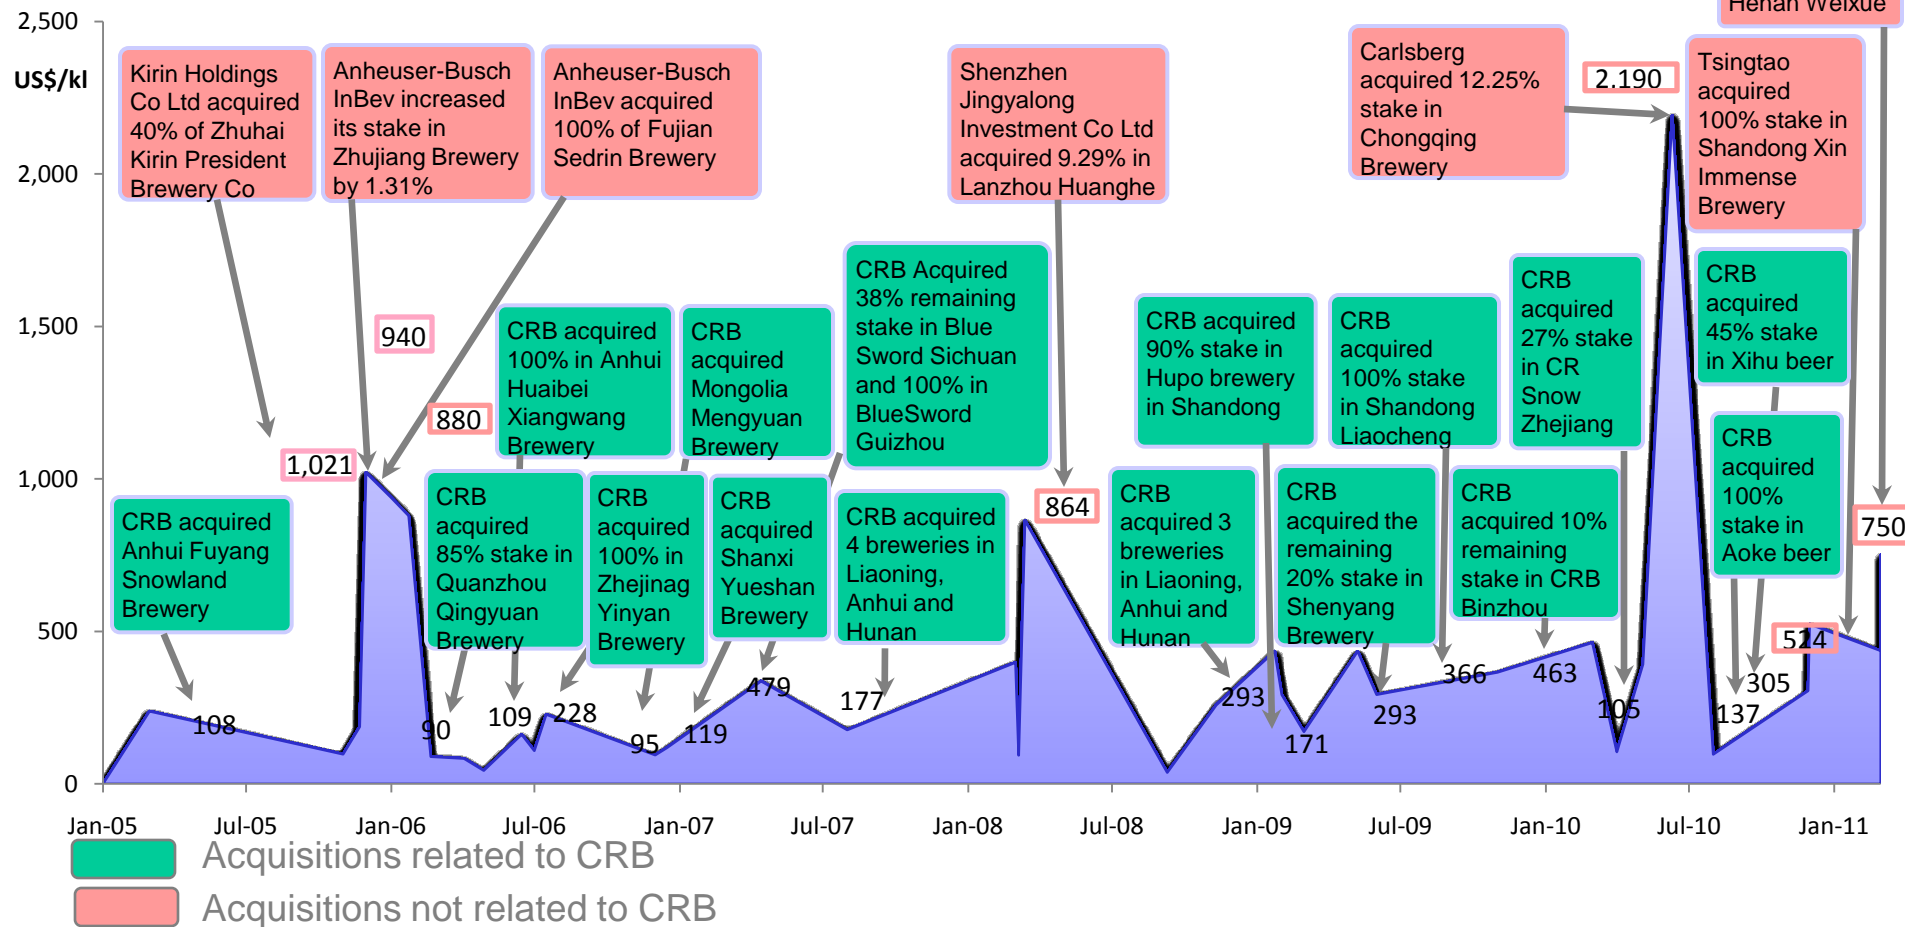 2,500
US$/kl
2,000
1,500
1,000
500
0
Kirin Holdings
Co Ltd acquired
40% of Zhuhai
Kirin President
Brewery Co
Anheuser-Busch
InBev increased
its stake in
Zhujiang Brewery
by 1.31%
Anheuser-Busch
InBev acquired
100% of Fujian
Sedrin Brewery
Shenzhen
Jingyalong
Investment Co Ltd
acquired 9.29% in
Lanzhou Huanghe
Carlsberg
acquired 12.25%
stake in
Chongqing
Brewery
2.190
Henan Weixue
Tsingtao
acquired
100% stake in
Shandong Xin
Immense
Brewery
940
880
1,021
CRB acquired
100% in Anhui
Huaibei
Xiangwang
Brewery
CRB
acquired
Mongolia
Mengyuan
Brewery
CRB Acquired
38% remaining
stake in Blue
Sword Sichuan
and 100% in
BlueSword
Guizhou
CRB acquired
90% stake in
Hupo brewery
in Shandong
CRB
acquired
100% stake
in Shandong
Liaocheng
CRB
acquired
27% stake
in CR
Snow
Zhejiang
CRB
acquired
45% stake
in Xihu beer
CRB acquired
Anhui Fuyang
Snowland
Brewery
CRB
acquired
85% stake in
Quanzhou
Qingyuan
Brewery
CRB
acquired
100% in
Zhejinag
Yinyan
Brewery
CRB
acquired
Shanxi
Yueshan
Brewery
CRB acquired
4 breweries in
Liaoning,
Anhui and
Hunan
864
CRB
acquired 3
breweries
in Liaoning,
Anhui and
Hunan
CRB
acquired the
remaining
20% stake in
Shenyang
Brewery
CRB
acquired 10%
remaining
stake in CRB
Binzhou
CRB
acquired
100%
stake in
Aoke beer
750
108
90
109
228
95
119
479
177
293
171
293
366
463
105
137
305
524
Jan-05
Jul-05
Jan-06
Jul-06
Jan-07
Jul-07
Jan-08
Jul-08
Jan-09
Jul-09
Jan-10
Jul-10
Jan-11
Acquisitions related to CRB
Acquisitions not related to CRB